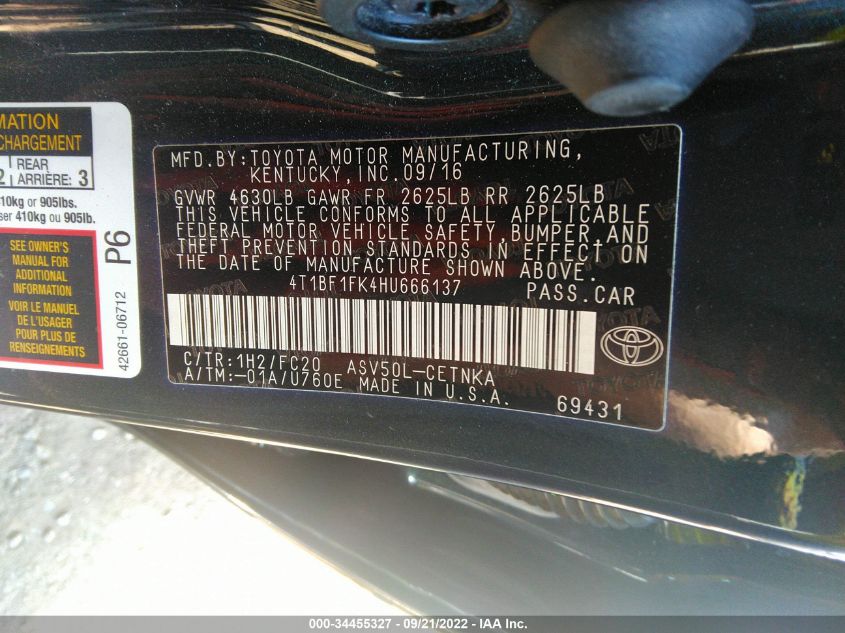 MATION
CHARGEMENT
2 REAR ARRIÈRE: 3
410kg or 905lbs.
ser 410kg ou 905lb.
SEE OWNER'S
MANUAL FOR
ADDITIONAL
INFORMATION
VOIR LE MANUEL
DE L'USAGER
POUR PLUS DE
RENSEIGNEMENTS
P6
42661-06712
MFD.BY:TOYOTA MOTOR MANUFACTURING,
KENTUCKY,INC.09/16
GVWR 4630LB GAWR FR 2625LB RR 2625LB
THIS VEHICLE CONFORMS TO ALL APPLICABLE
FEDERAL MOTOR VEHICLE SAFETY,BUMPER,AND
THEFT PREVENTION STANDARDS IN EFFECT ON
THE DATE OF MANUFACTURE SHOWN ABOVE.
4T1BF1FK4HU666137 PASS.CAR
C/TR:1H2/FC20 ASV50L-CETNKA
A/TM:-01A/U760E MADE IN U.S.A.
69431
000-34455327 - 09/21/2022 - IAA Inc.